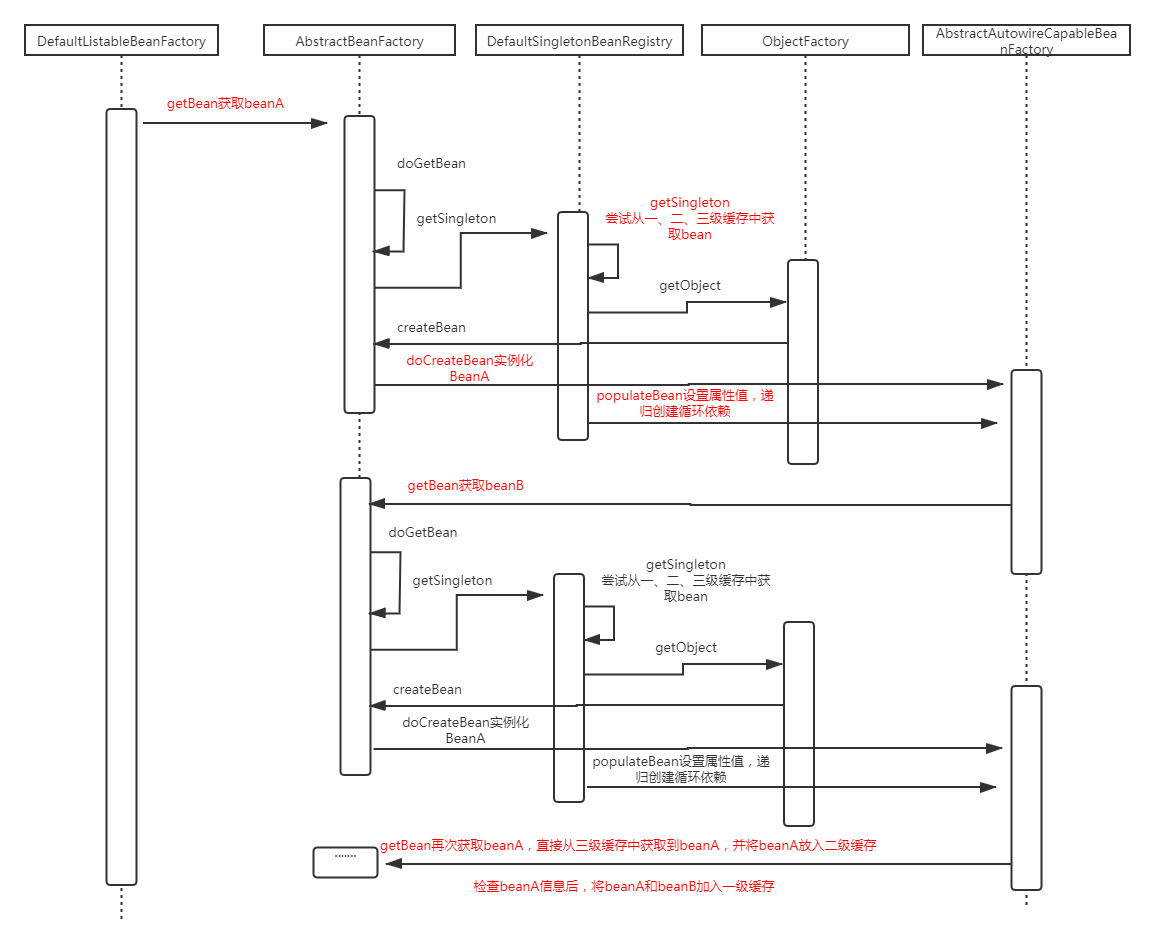 DefaultListableBeanFactory
AbstractBeanFactory
DefaultSingletonBeanRegistry
ObjectFactory
AbstractAutowireCapableBea
nFactory
getBean获取beanA
doGetBean
getSingleton
getSingleton
尝试从一、二、三级缓存中获
取bean
getObject
createBean
doCreateBean实例化
BeanA
populateBean设置属性值，递
归创建循环依赖
getBean获取beanB
doGetBean
getSingleton
getSingleton
尝试从一、二、三级缓存中获
取bean
getObject
createBean
doCreateBean实例化
BeanA
populateBean设置属性值，递
归创建循环依赖
getBean再次获取beanA，直接从三级缓存中获取到beanA，并将beanA放入二级缓存
.......
检查beanA信息后，将beanA和beanB加入一级缓存